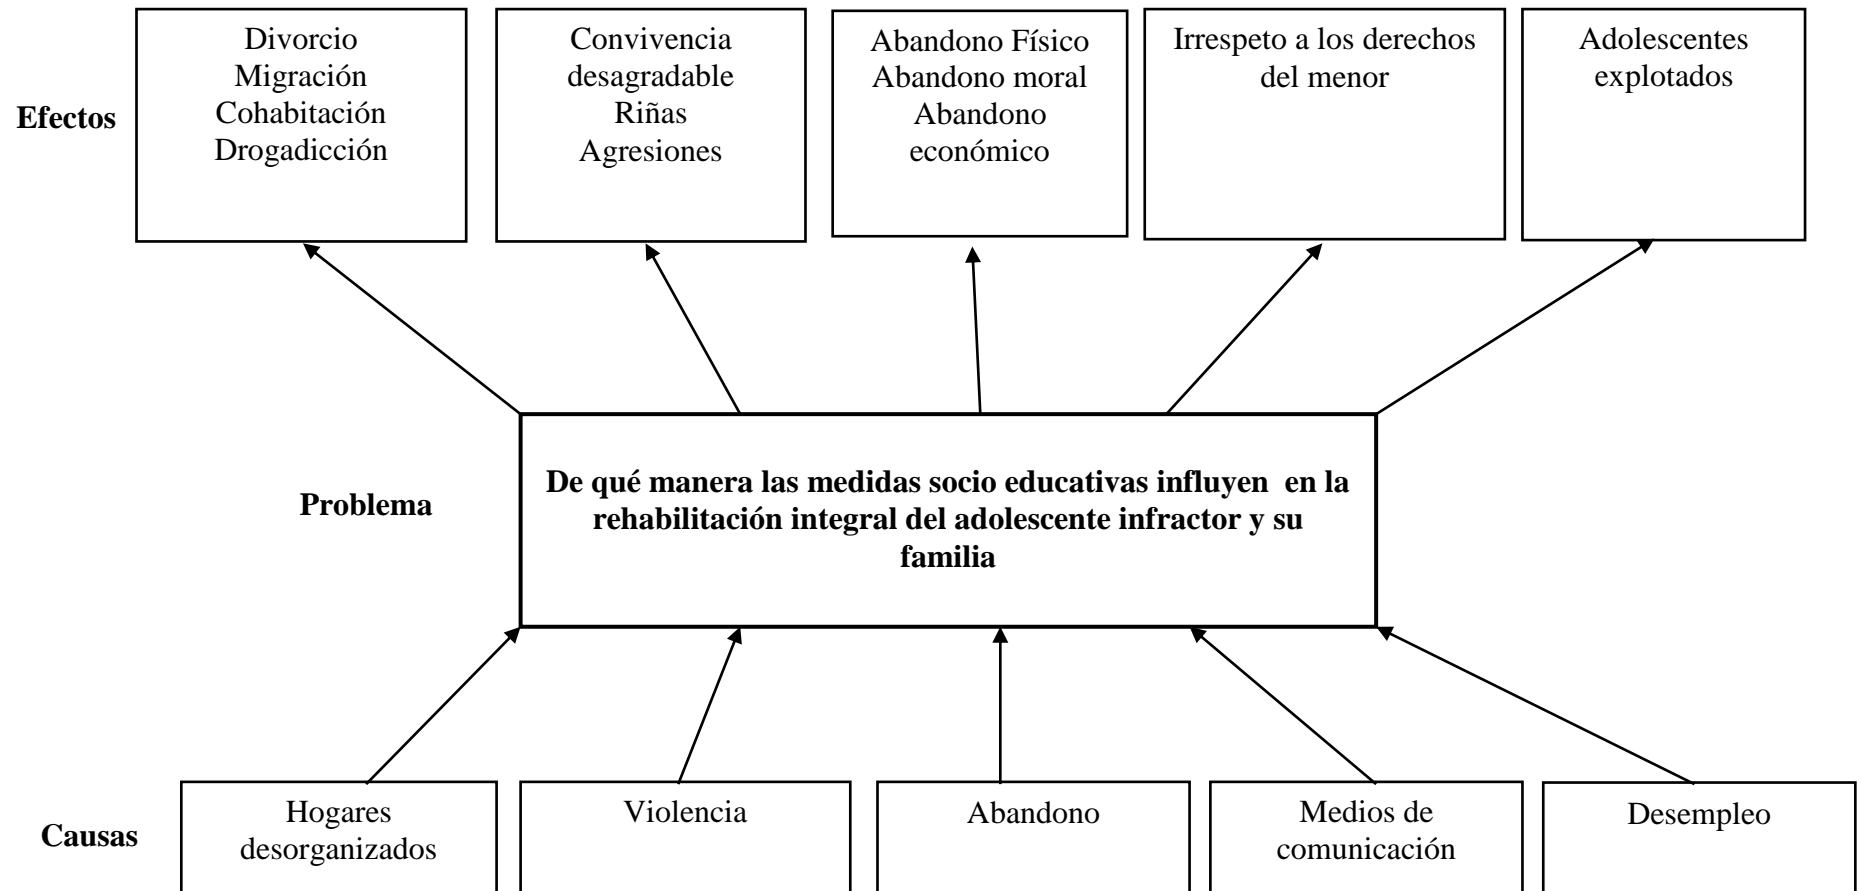 Efectos
Divorcio
Migración
Cohabitación
Drogadicción
Convivencia
desagradable
Riñas
Agresiones
Abandono Físico
Abandono moral
Abandono
económico
Irrespeto a los derechos
del menor
Adolescentes
explotados
Problema
De qué manera las medidas socio educativas influyen  en la
rehabilitación integral del adolescente infractor y su
familia
Causas
Hogares
desorganizados
Violencia
Abandono
Medios de
comunicación
Desempleo